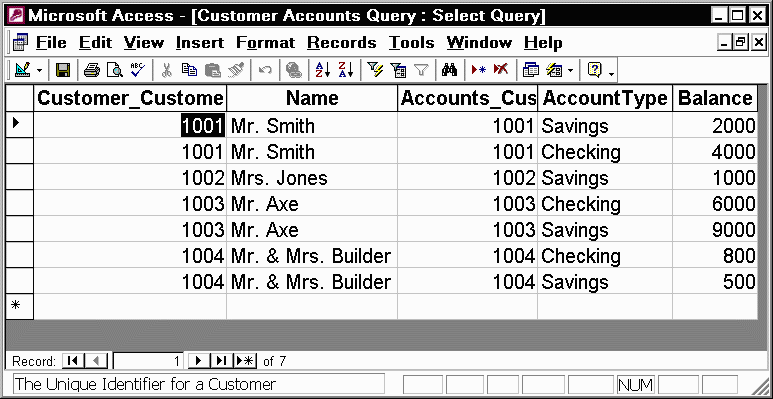 Microsoft Access - [Customer Accounts Query : Select Query]
File Edit View Insert Format Records Tools Window Help
Customer_Custome Name Accounts_Cus AccountType Balance
1001 Mr. Smith 1001 Savings 2000
1001 Mr. Smith 1001 Checking 4000
1002 Mrs. Jones 1002 Savings 1000
1003 Mr. Axe 1003 Checking 6000
1003 Mr. Axe 1003 Savings 9000
1004 Mr. & Mrs. Builder 1004 Checking 800
1004 Mr. & Mrs. Builder 1004 Savings 500
Record: 1 of 7
The Unique Identifier for a Customer NUM